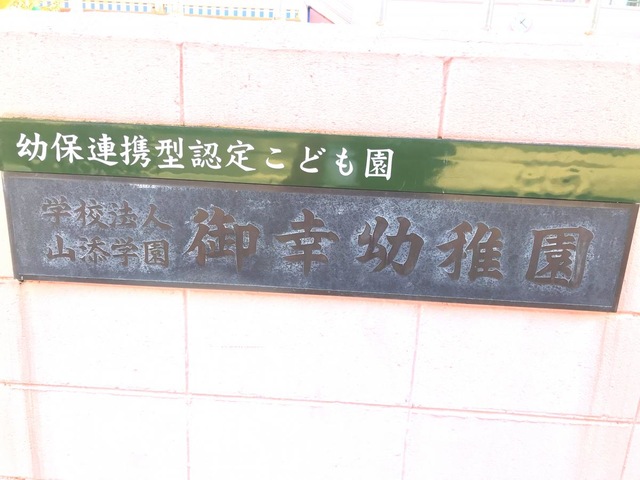 幼保連携型認定こども園
学校法人
山添学園
御幸幼稚園